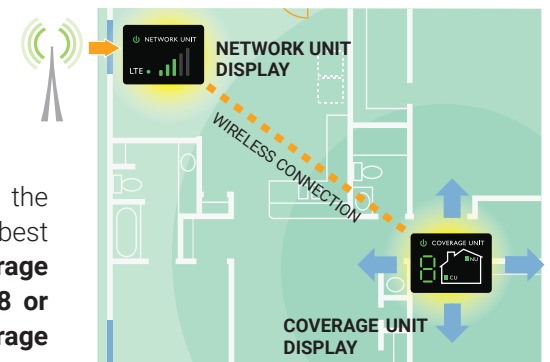 NETWORK UNIT
LTE
NETWORK UNIT
DISPLAY
WIRELESS CONNECTION
the
best
rage
8 or
rage
COVERAGE UNIT
8
NU
CU
COVERAGE UNIT
DISPLAY